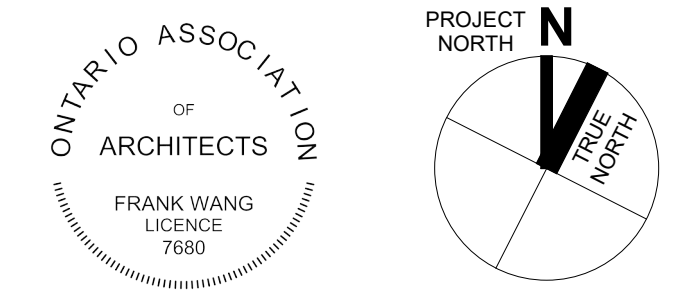 ONTARIO ASSOCIATION
OF
ARCHITECTS
FRANK WANG
LICENCE
7680
PROJECT
NORTH
N
TRUE
NORTH